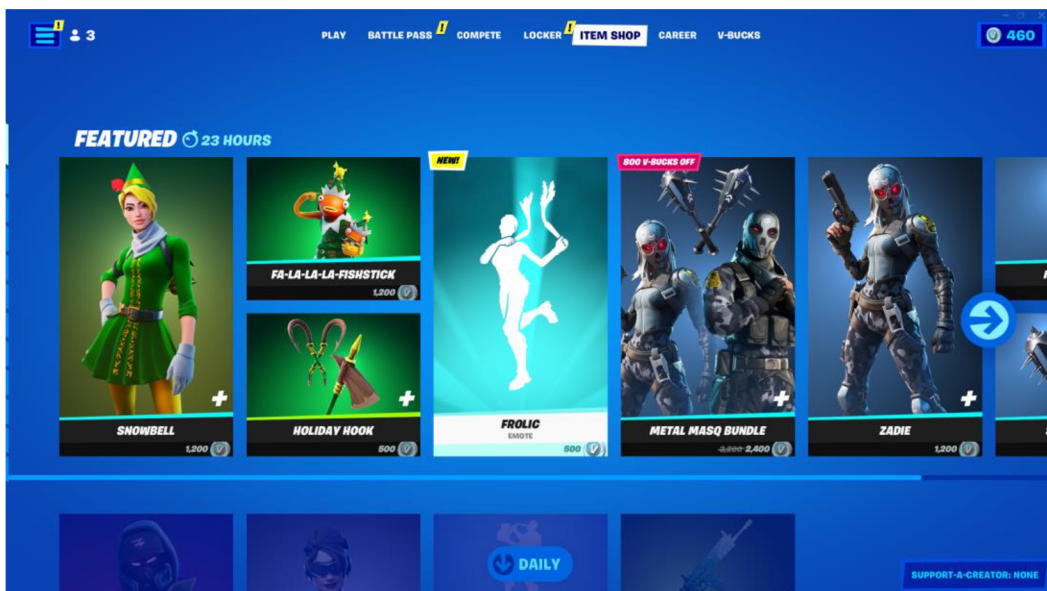 !
3
PLAY
BATTLE PASS !
COMPETE
LOCKER !
ITEM SHOP
CAREER
V-BUCKS
460
FEATURED 23 HOURS
SNOWBELL
1,200
FA-LA-LA-LA-FISHSTICK
1,200
HOLIDAY HOOK
500
NEW!
FROLIC
EMOTE
500
800 V-BUCKS OFF
METAL MASQ BUNDLE
3,200 2,400
ZADIE
1,200
DAILY
SUPPORT-A-CREATOR: NONE